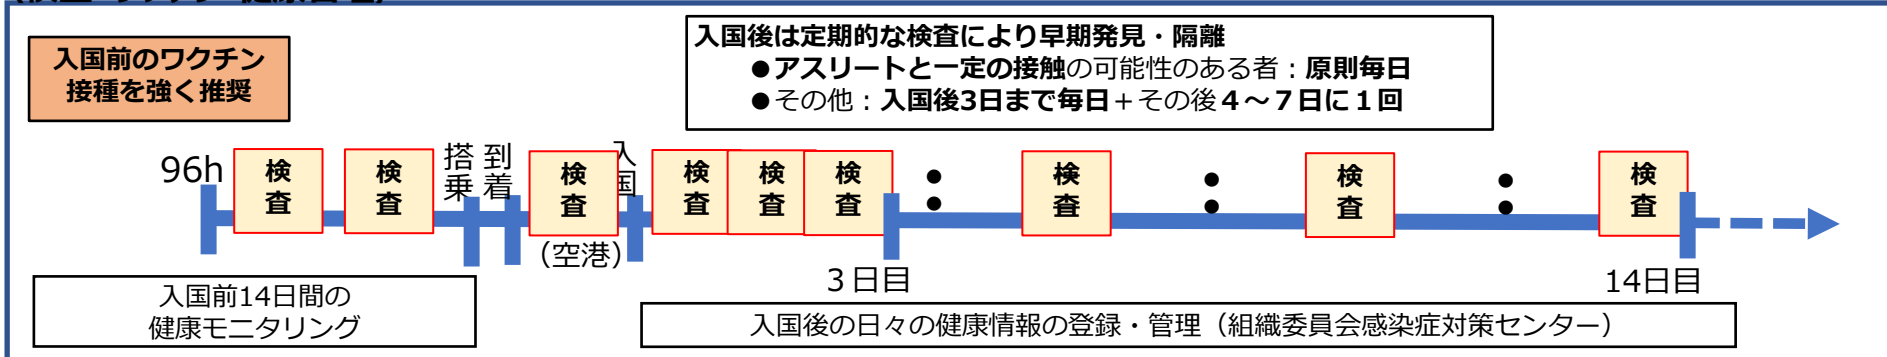 入国前のワクチン
接種を強く推奨
入国後は定期的な検査により早期発見・隔離
●アスリートと一定の接触の可能性のある者：原則毎日
●その他：入国後3日まで毎日＋その後４～７日に１回
96h
検査
検査
搭乗
到着
検査
（空港）
入国
検査
検査
検査
３日目
検査
検査
検査
14日目
入国前14日間の
健康モニタリング
入国後の日々の健康情報の登録・管理（組織委員会感染症対策センター）